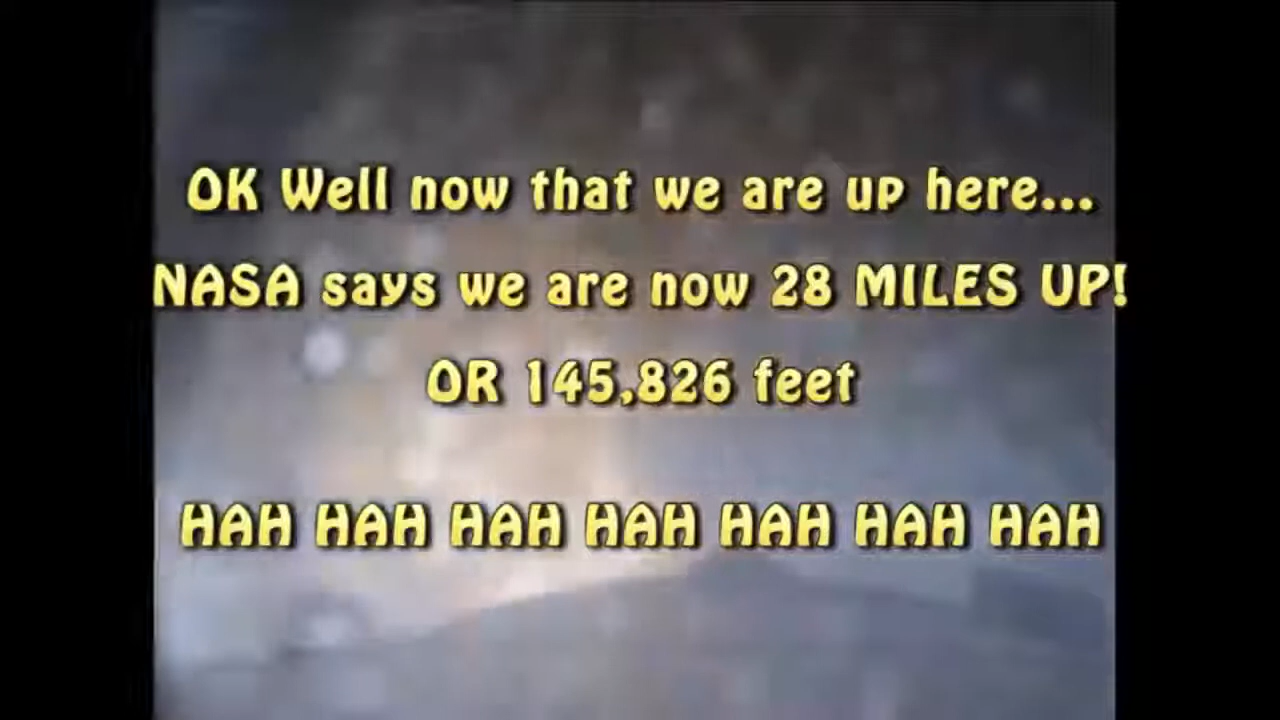 OK Well now that we are up here...
NASA says we are now 28 MILES UP!
OR 145,826 feet
HAH HAH HAH HAH HAH HAH HAH